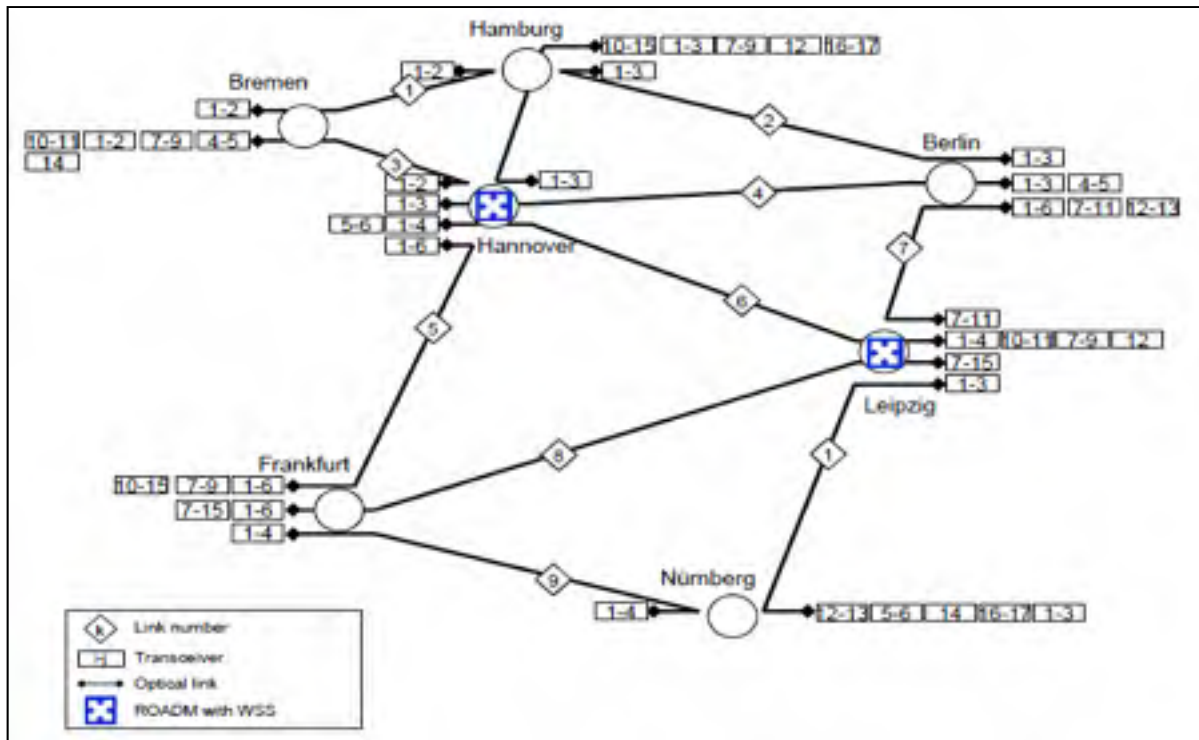 Hamburg
10-15 1-3 7-9 12 16-17
1-2
1-3
Bremen
1
1-2
2
10-11 1-2 7-9 4-5
14
3
Berlin
1-3
1-2
1-3
4
1-3 4-5
1-3
1-6 7-11 12-13
5-6 1-4
Hannover
1-6
7
6
5
7-11
1-4 10-11 7-9 12
7-15
1-3
Leipzig
8
1
Frankfurt
10-15 7-9 1-6
7-15 1-6
1-4
9
Nürnberg
1-4
12-13 5-6 14 16-17 1-3
k Link number
Transceiver
Optical link
ROADM with WSS